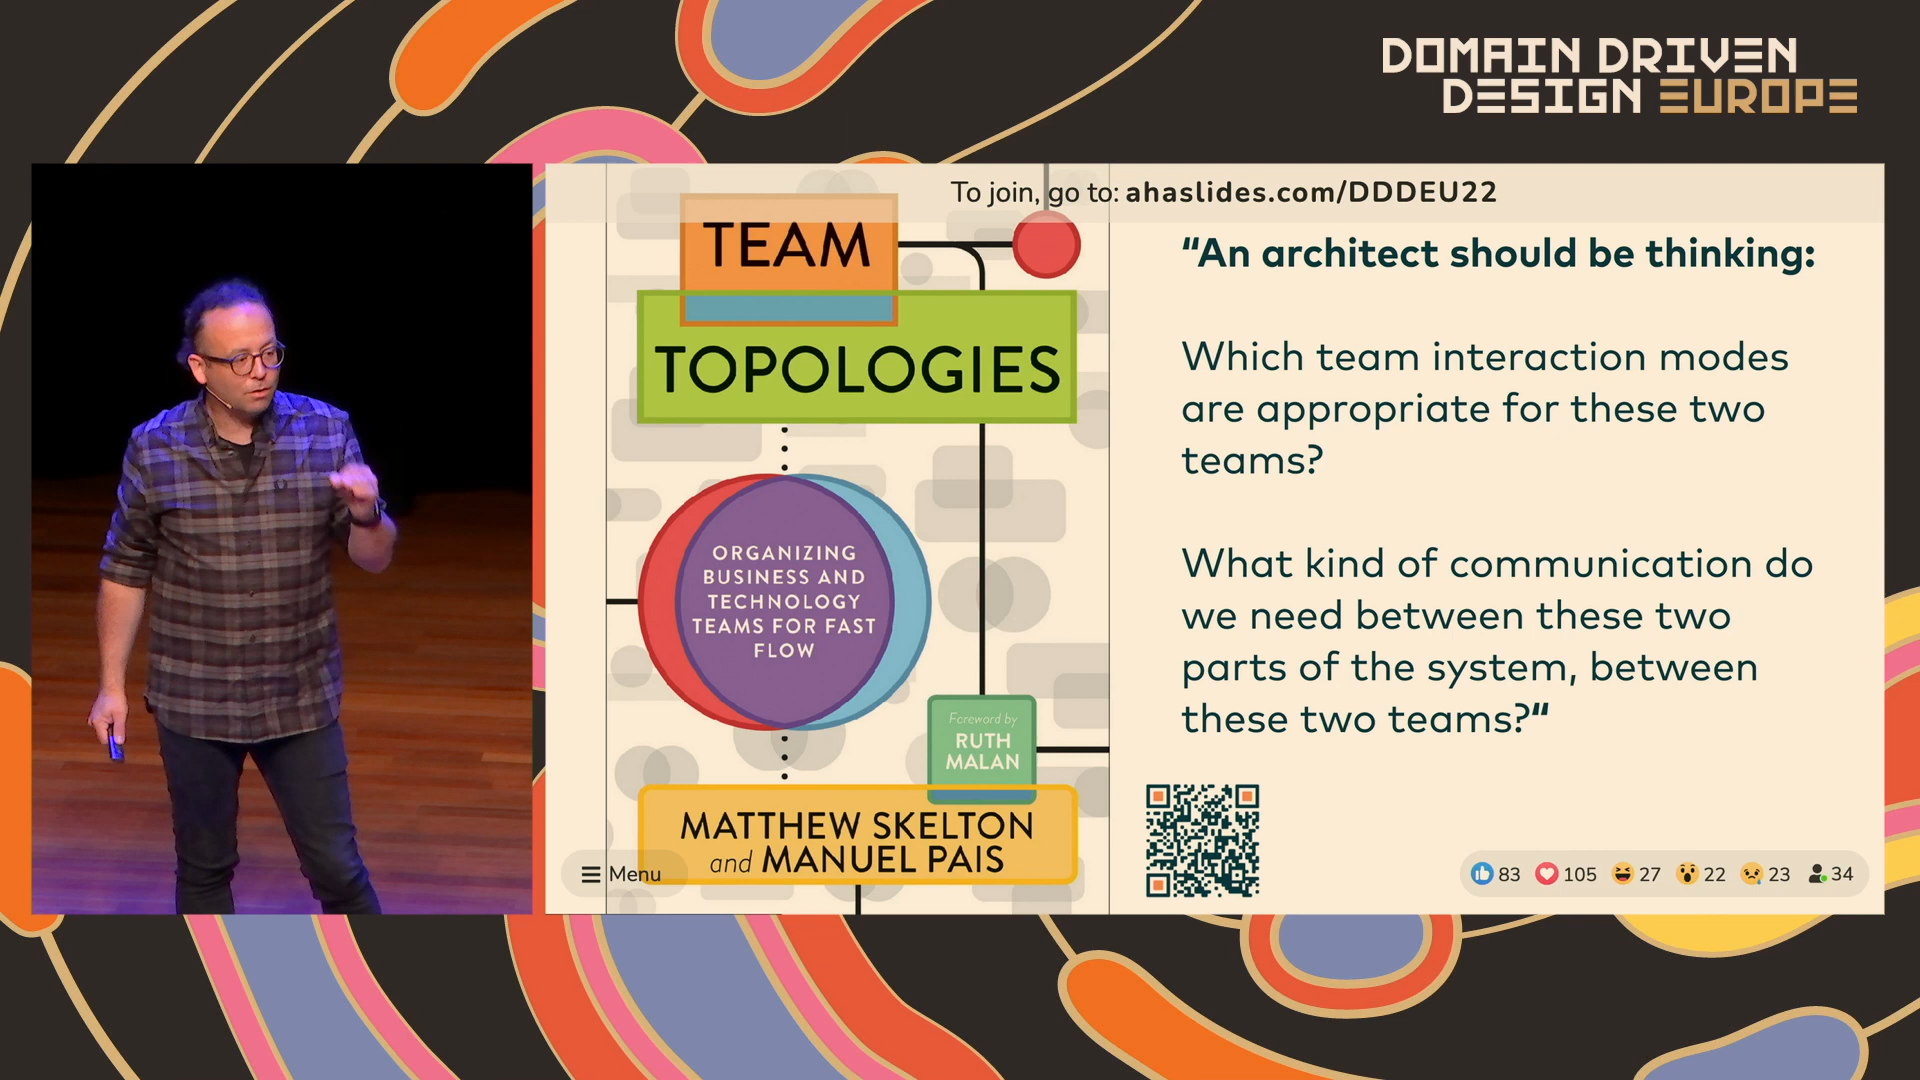 DOMAIN DRIVEN
DESIGN EUROPE
To join, go to: ahaslides.com/DDDEU22
TEAM
TOPOLOGIES
ORGANIZING
BUSINESS AND
TECHNOLOGY
TEAMS FOR FAST
FLOW
Foreword by
RUTH
MALAN
MATTHEW SKELTON
and MANUEL PAIS
Menu
“An architect should be thinking:
Which team interaction modes
are appropriate for these two
teams?
What kind of communication do
we need between these two
parts of the system, between
these two teams?“
83 105 27 22 23 34